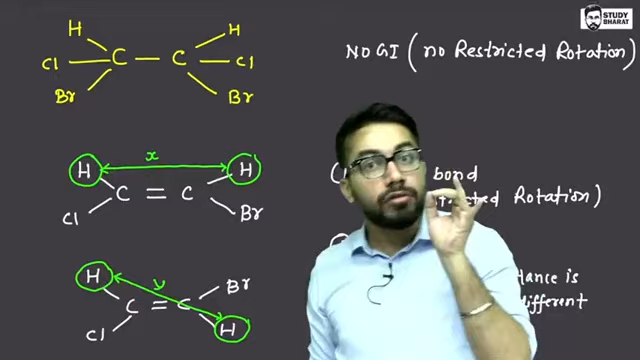 STUDY
BHARAT
H H
Cl C — C Cl
Br Br
NO GI (no Restricted Rotation)
x
H H
C = C
Cl Br
bond
Rotation)
y
H Br
C = C
Cl H
is
different